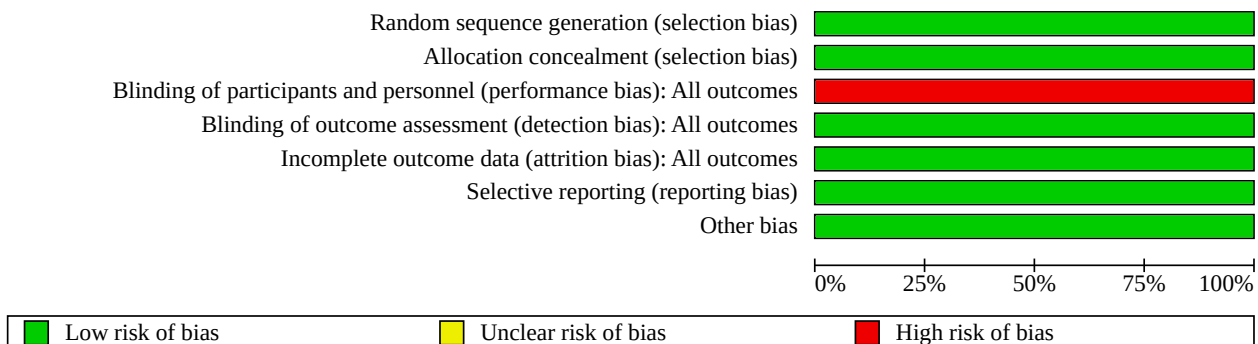 Random sequence generation (selection bias)
Allocation concealment (selection bias)
Blinding of participants and personnel (performance bias): All outcomes
Blinding of outcome assessment (detection bias): All outcomes
Incomplete outcome data (attrition bias): All outcomes
Selective reporting (reporting bias)
Other bias
0% 25% 50% 75% 100%
Low risk of bias Unclear risk of bias High risk of bias